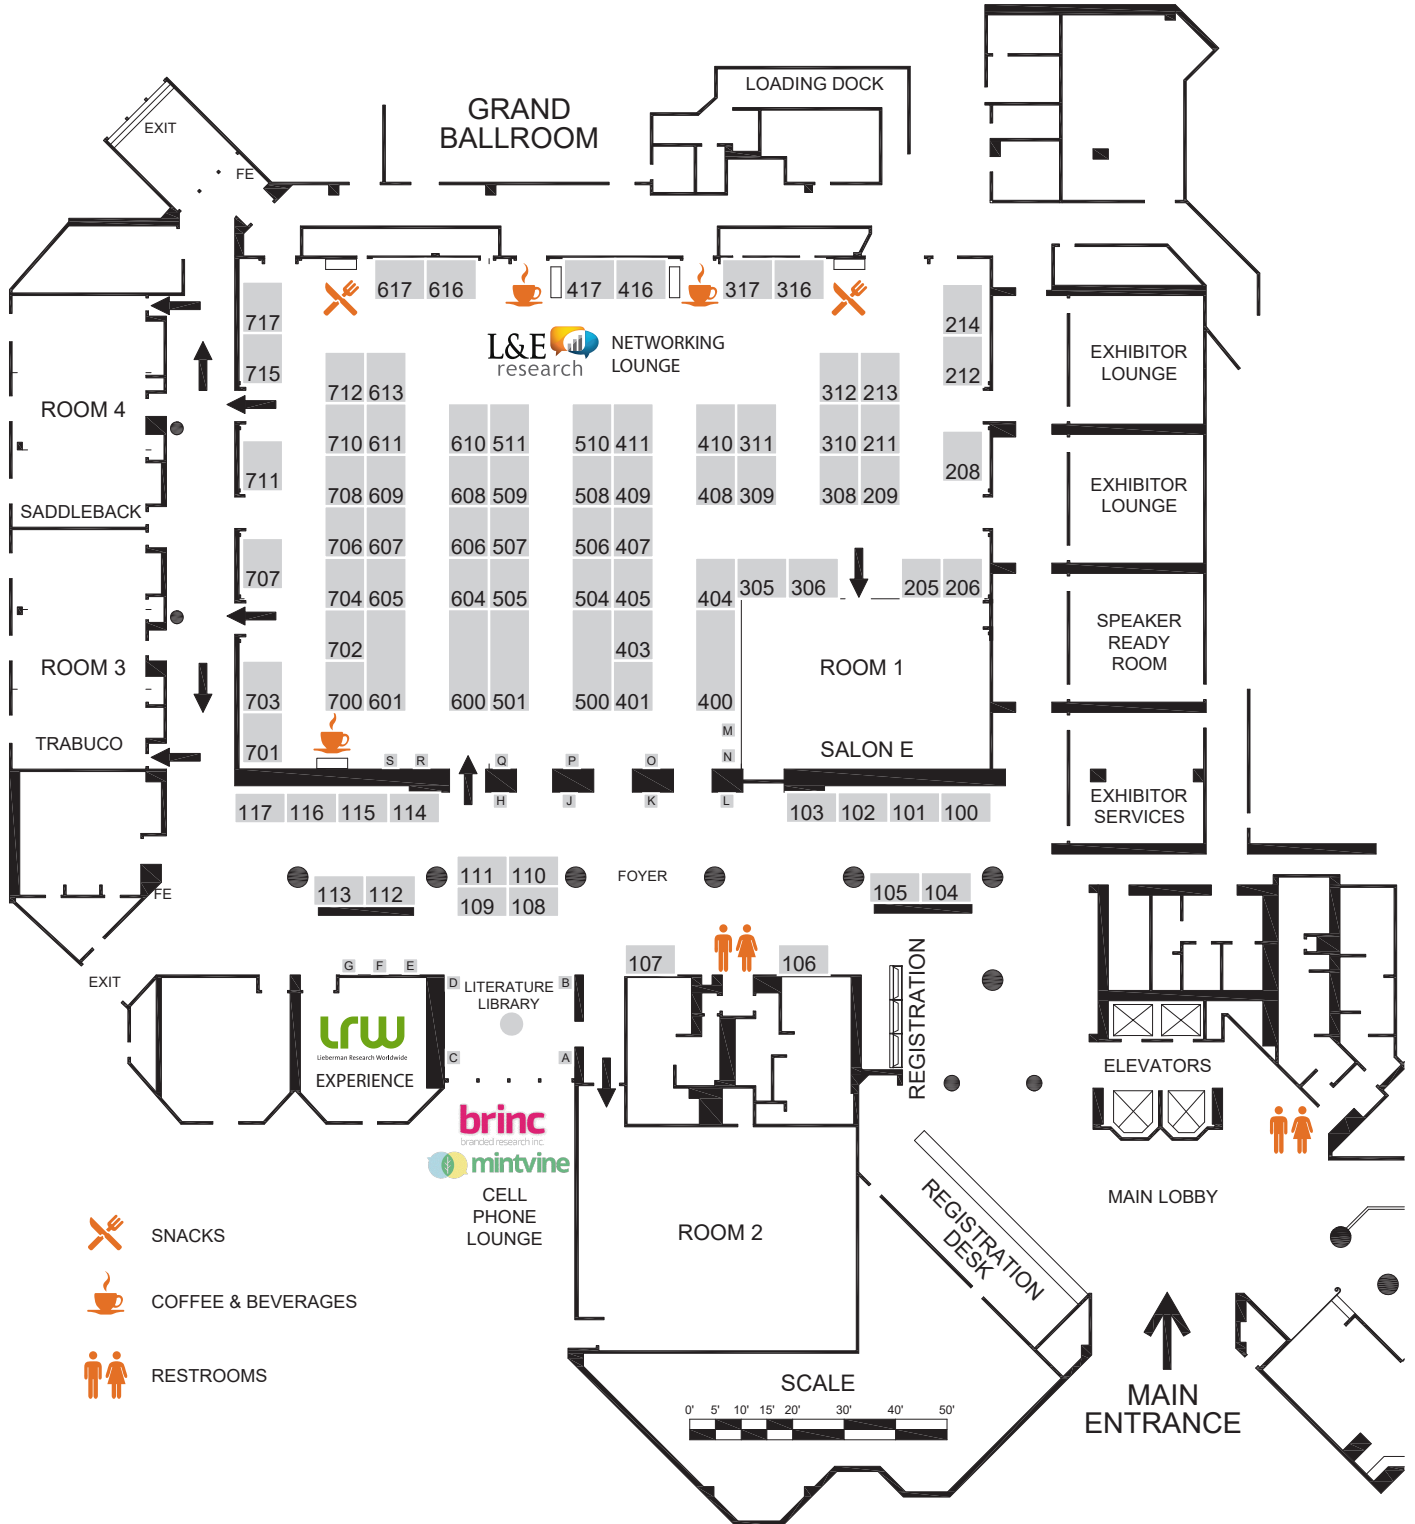 LOADING DOCK
GRAND
BALLROOM
EXIT
FE
617 616
417 416
317 316
717
715
214
212
L&E
research
NETWORKING
LOUNGE
EXHIBITOR
LOUNGE
712 613
312 213
ROOM 4
710 611
610 511
510 411
410 311
310 211
711
208
708 609
608 509
508 409
408 309
308 209
EXHIBITOR
LOUNGE
SADDLEBACK
706 607
606 507
506 407
707
305 306
205 206
704 605
604 505
504 405
404
702
403
SPEAKER
READY
ROOM
ROOM 3
ROOM 1
703
700 601
600 501
500 401
400
TRABUCO
701
M
N
SALON E
S R Q P O
H J K L
EXHIBITOR
SERVICES
117 116 115 114
103 102 101 100
111 110
FOYER
113 112
109 108
105 104
FE
107
106
EXIT
G F E
D
LITERATURE
LIBRARY
B
C
A
REGISTRATION
lrw
Lieberman Research Worldwide
EXPERIENCE
ELEVATORS
brinc
branded research inc.
mintvine
CELL
PHONE
LOUNGE
MAIN LOBBY
ROOM 2
REGISTRATION
DESK
SNACKS
COFFEE & BEVERAGES
RESTROOMS
SCALE
0' 5' 10' 15' 20' 30' 40' 50'
MAIN
ENTRANCE